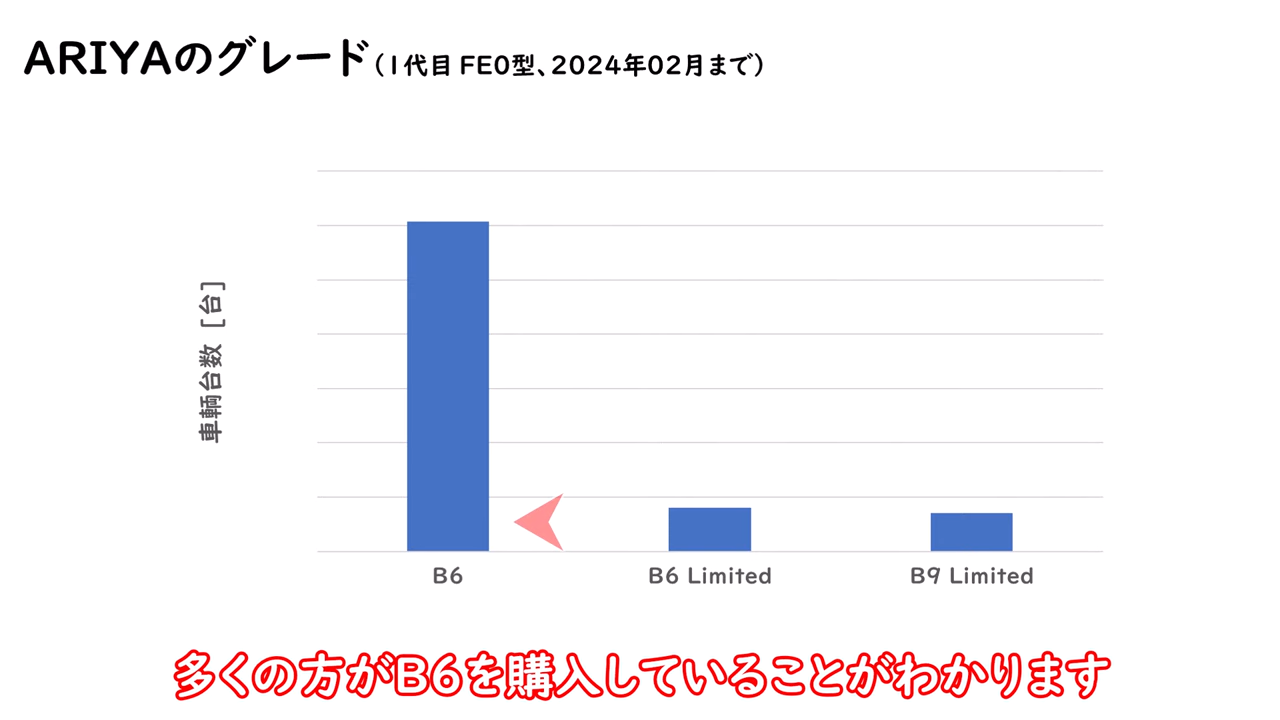 ARIYAのグレード(1代目 FE0型、2024年02月まで)
車輌台数 [台]
B6
B6 Limited
B9 Limited
多くの方がB6を購入していることがわかります